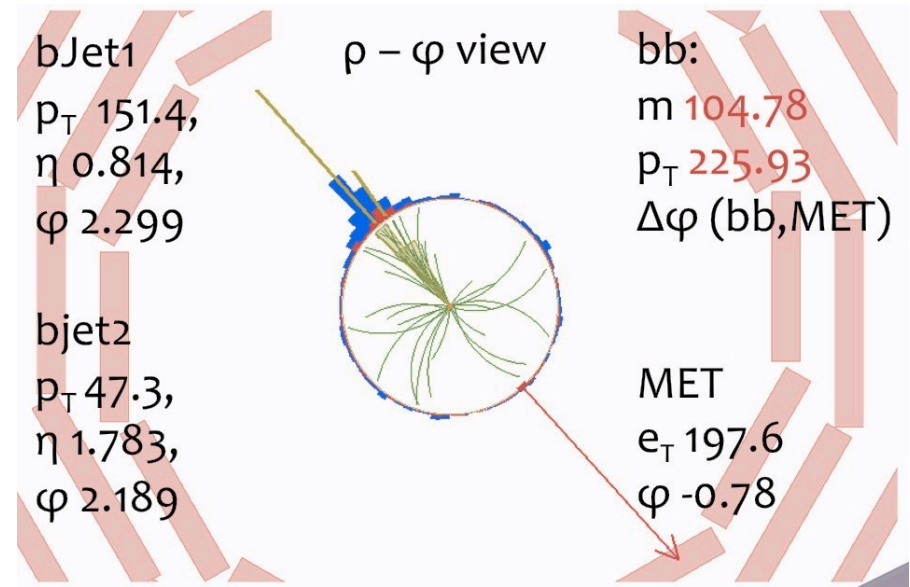 bJet1
pT 151.4,
η 0.814,
φ 2.299
bjet2
pT 47.3,
η 1.783,
φ 2.189
ρ – φ view
bb:
m 104.78
pT 225.93
Δφ (bb,MET)
MET
eT 197.6
φ -0.78